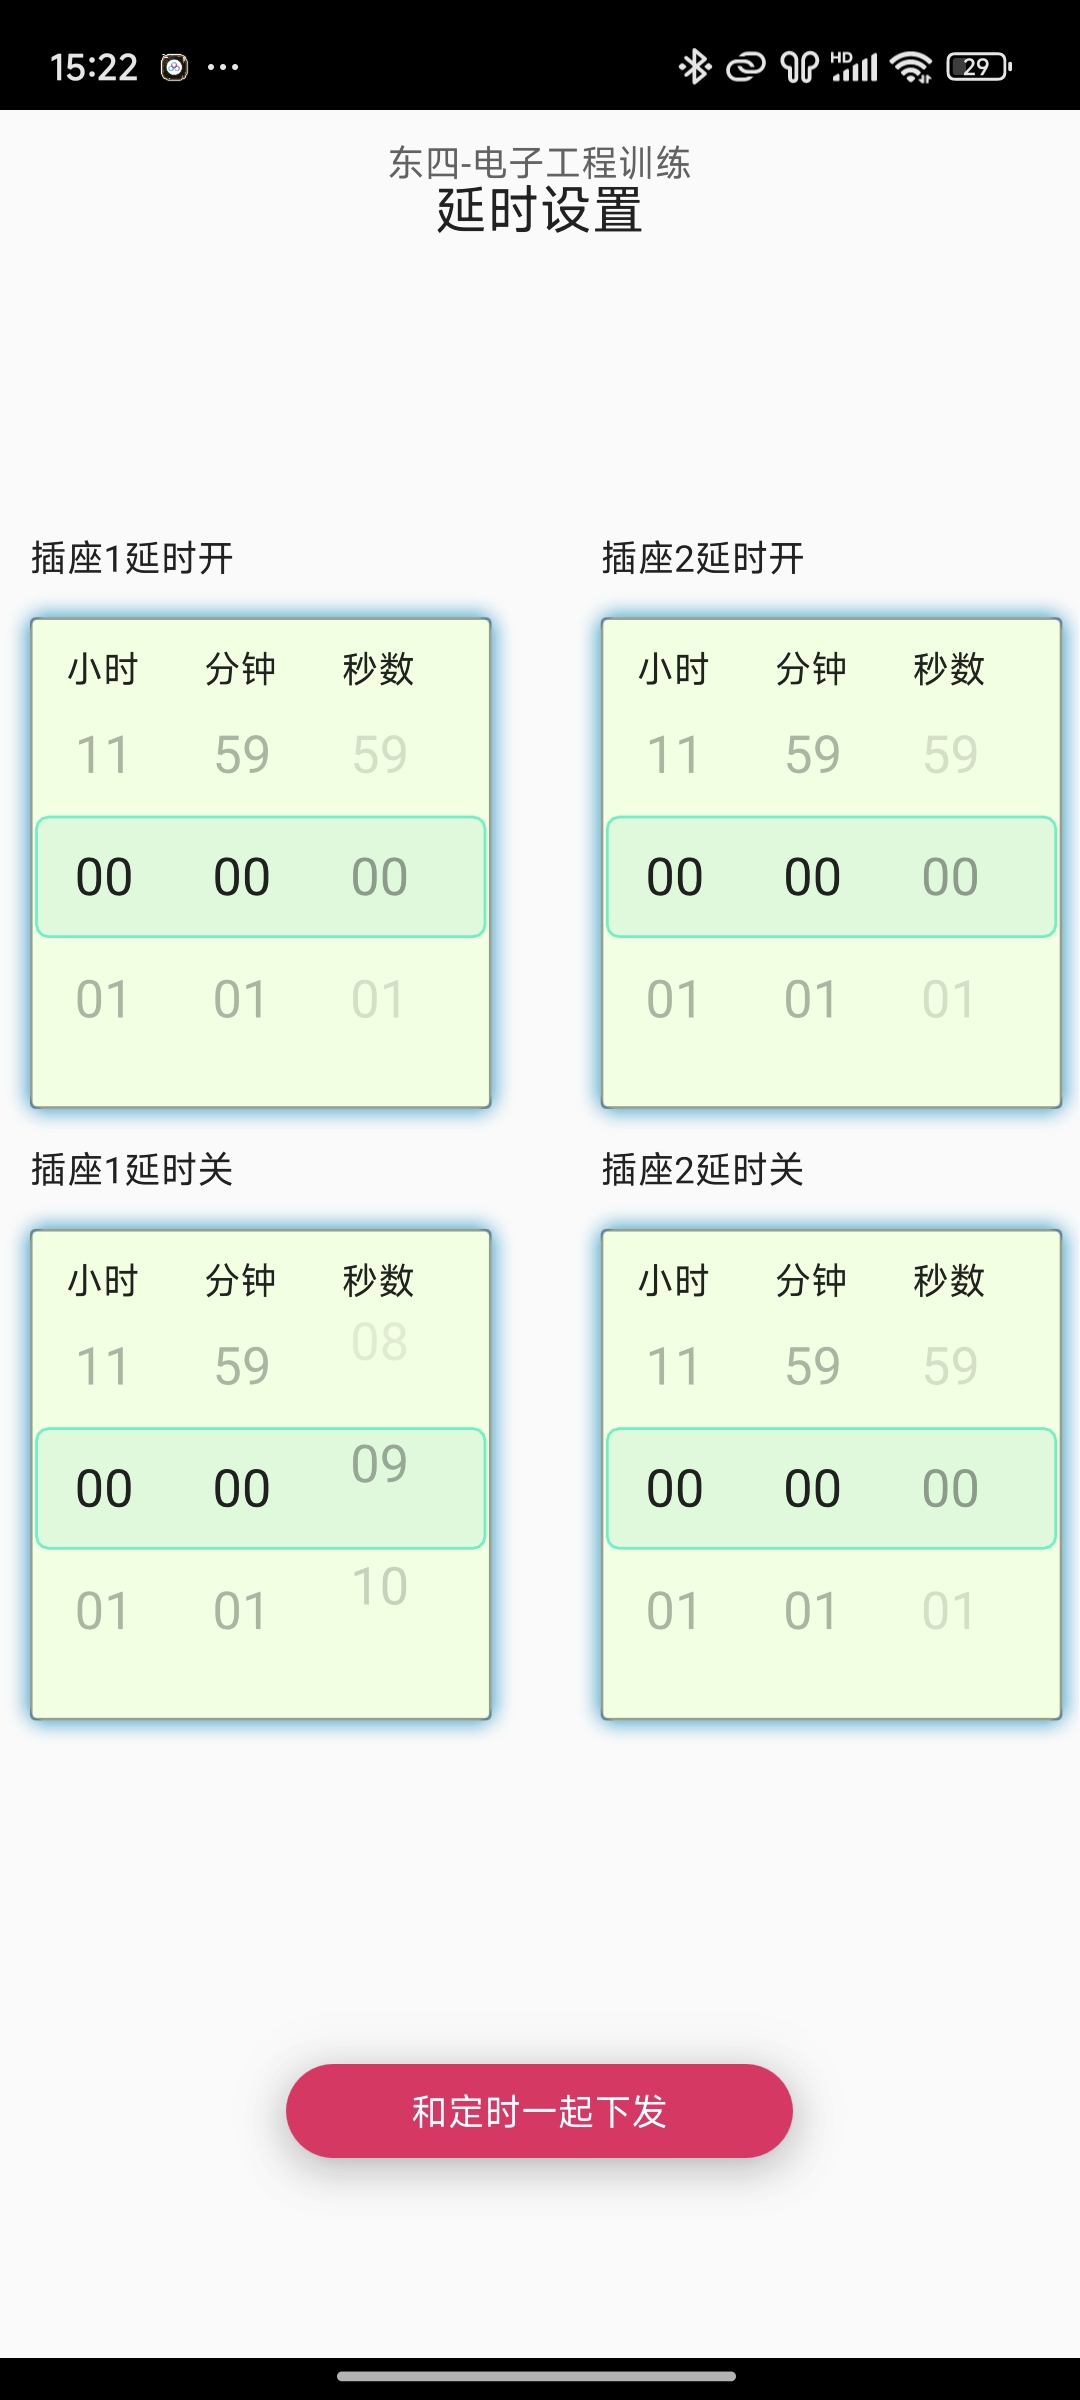 15:22 ... HD 29
东四-电子工程训练
延时设置
插座1延时开 插座2延时开
小时 分钟 秒数 小时 分钟 秒数
11 59 59 11 59 59
00 00 00 00 00 00
01 01 01 01 01 01
插座1延时关 插座2延时关
小时 分钟 秒数 小时 分钟 秒数
11 59 08 11 59 59
00 00 09 00 00 00
01 01 10 01 01 01
和定时一起下发